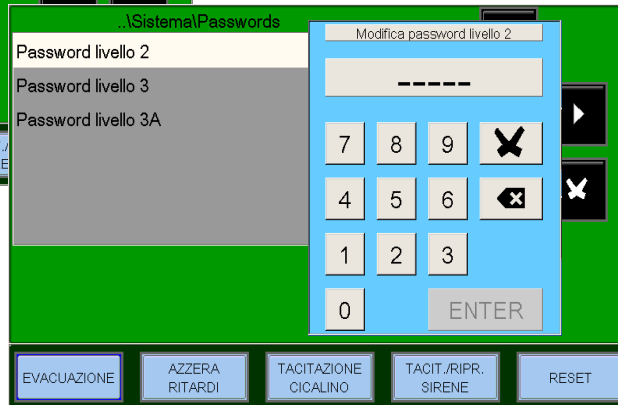 ..\Sistema\Passwords
Modifica password livello 2
Password livello 2
Password livello 3
Password livello 3A
_____
7 8 9
4 5 6
1 2 3
0 ENTER
EVACUAZIONE
AZZERA
RITARDI
TACITAZIONE
CICALINO
TACIT./RIPR.
SIRENE
RESET